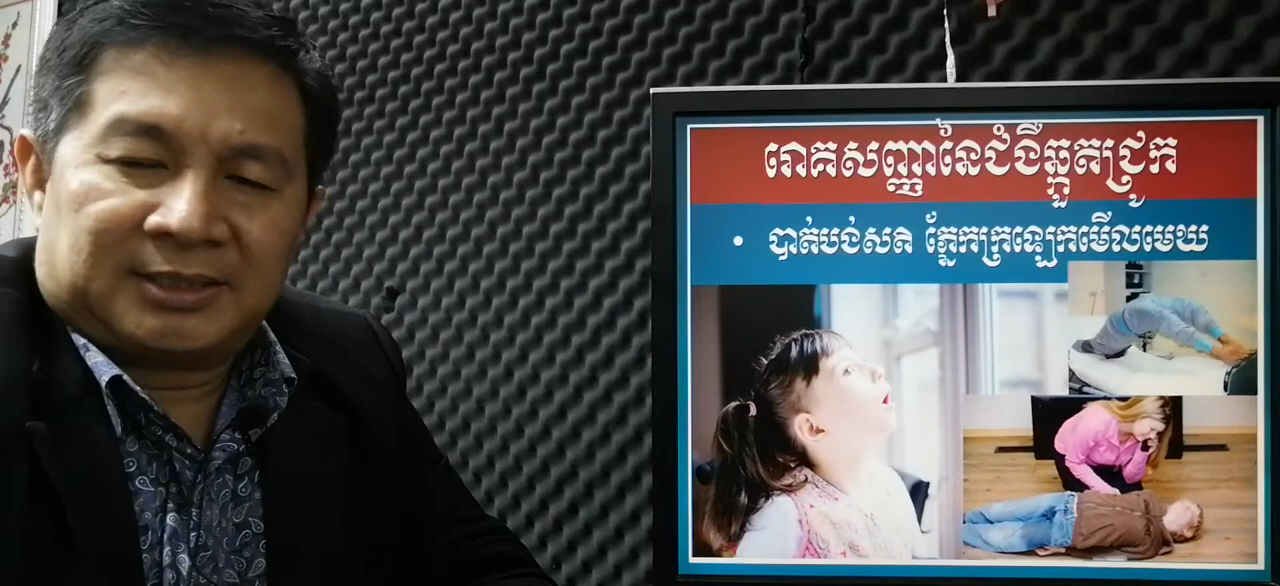 រោគសញ្ញានៃជំងឺឆ្កួតជ្រូក
• បាត់បង់សតិ ភ្នែកក្រឡេកមើលមេឃ